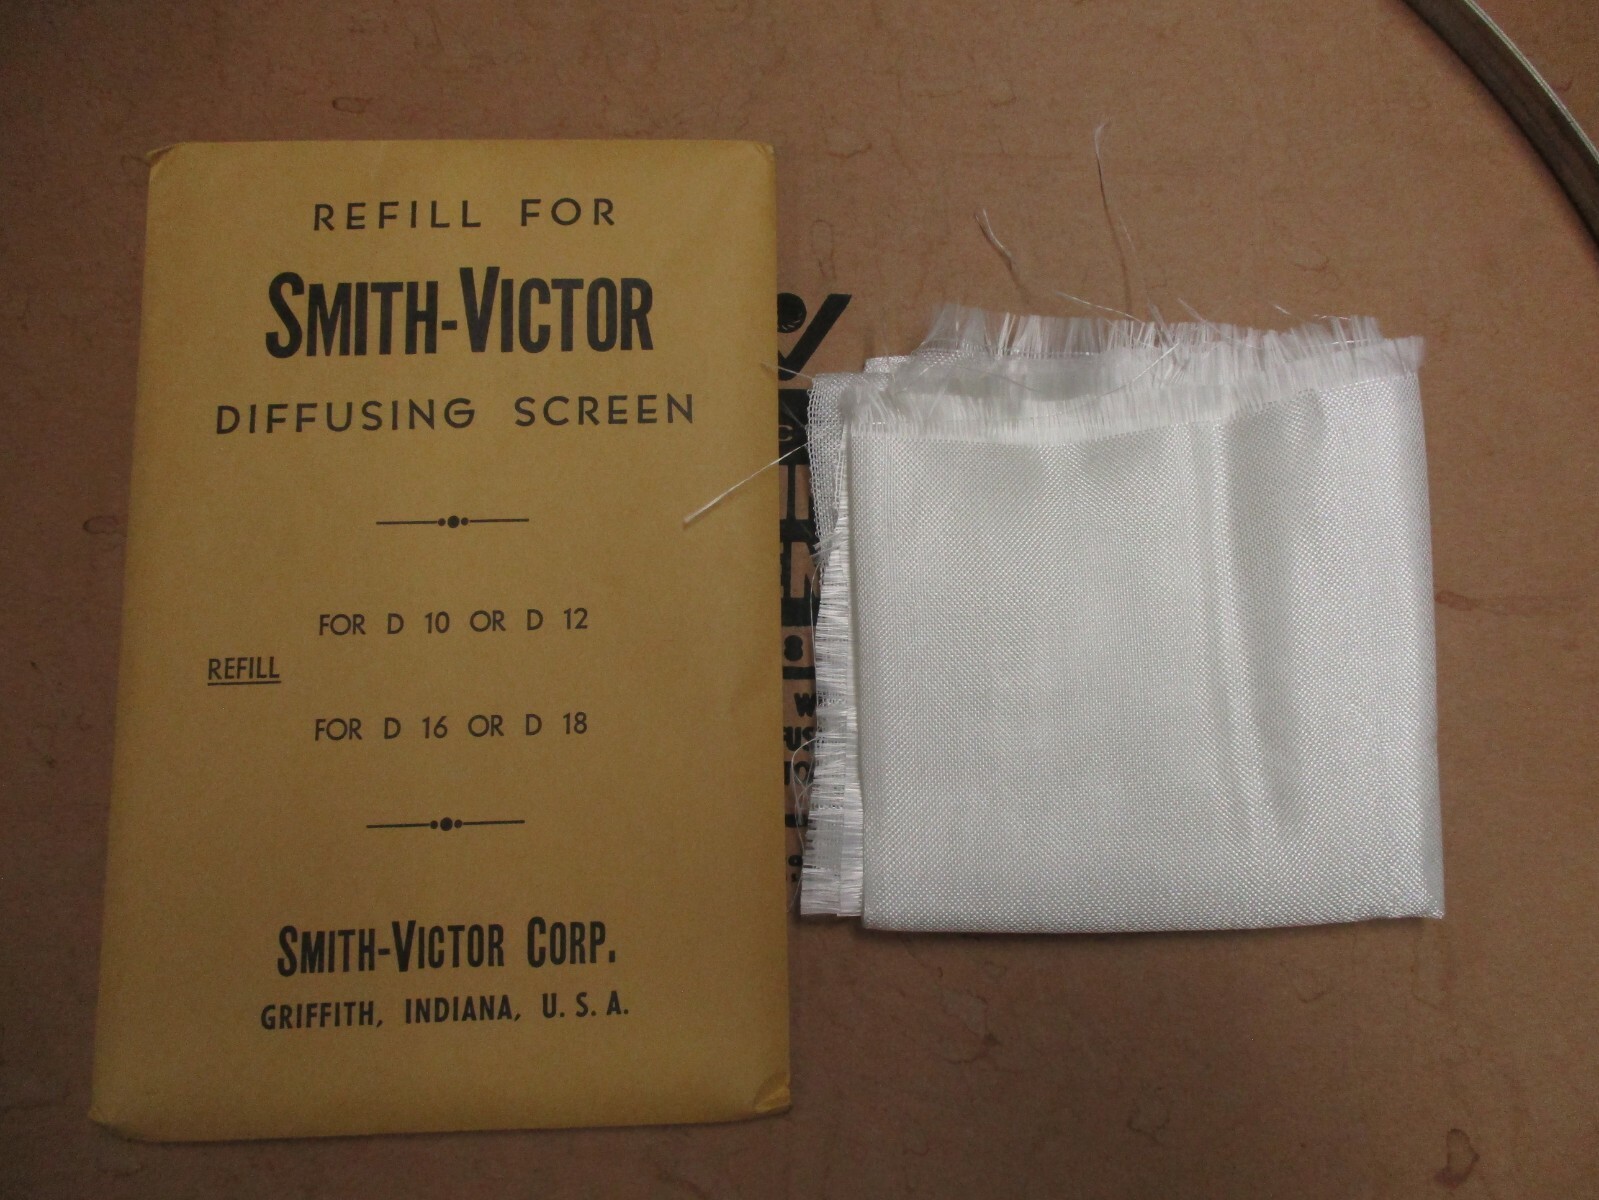 REFILL FOR
SMITH-VICTOR
DIFFUSING SCREEN
FOR D 10 OR D 12
REFILL
FOR D 16 OR D 18
SMITH-VICTOR CORP.
GRIFFITH, INDIANA, U. S. A.